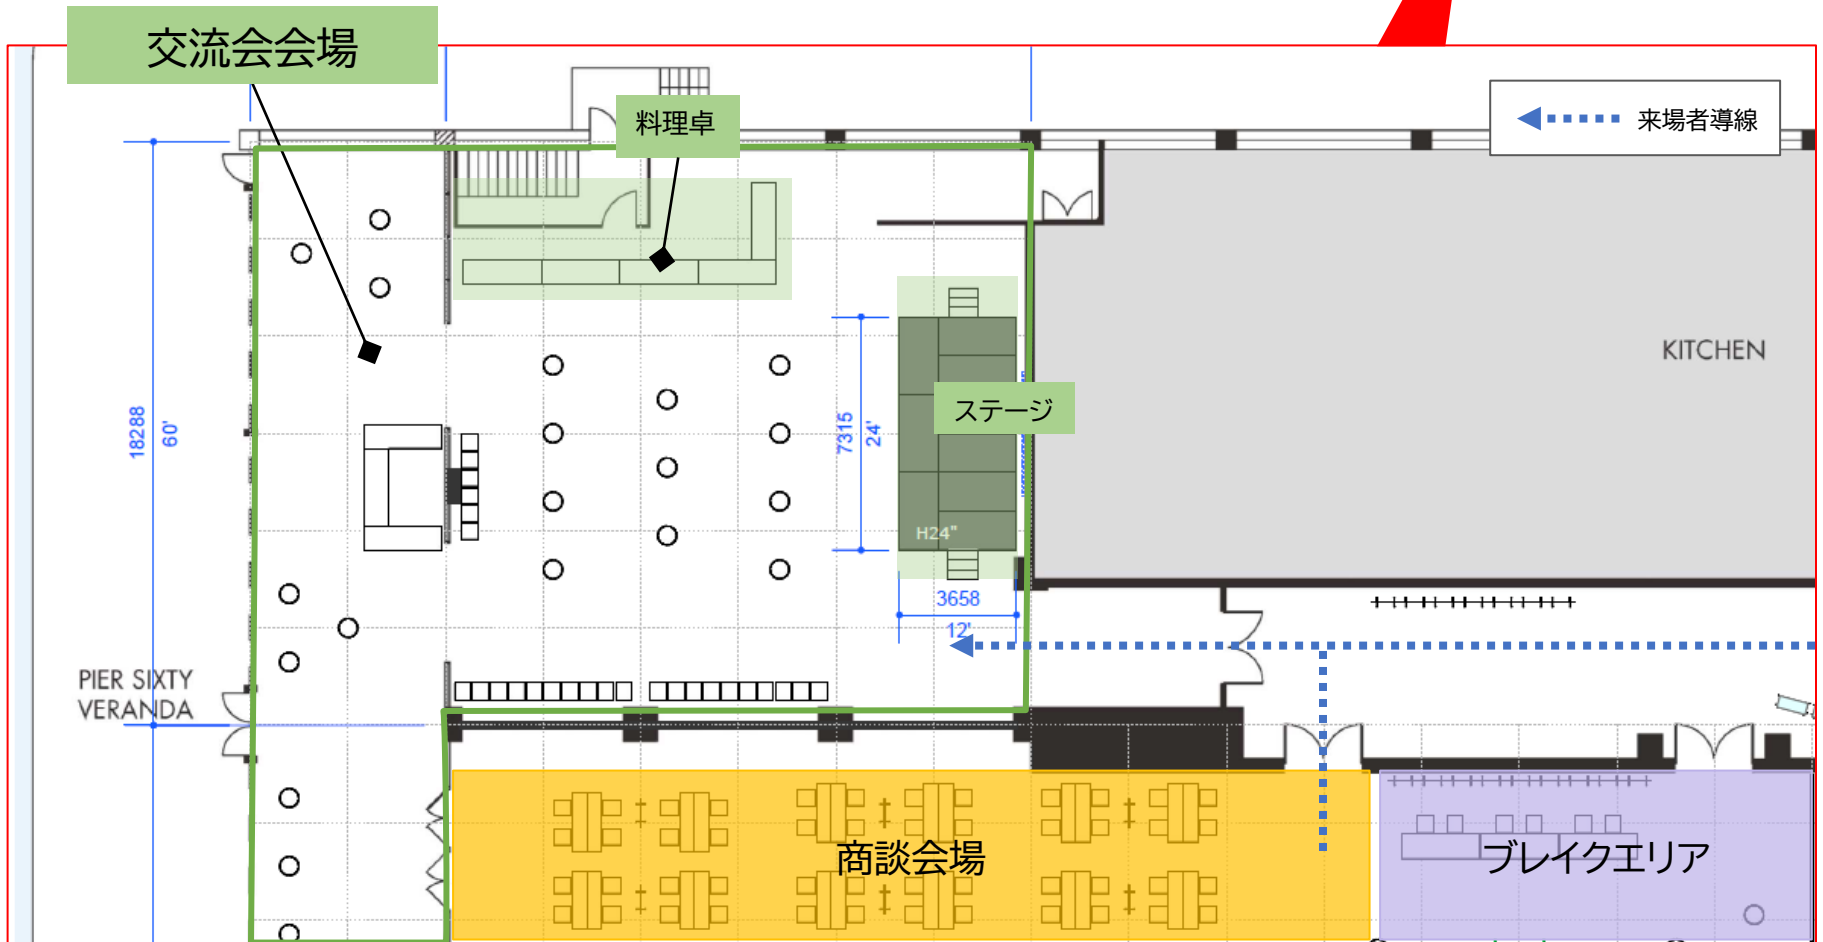 交流会会場
料理卓
来場者導線
KITCHEN
18288
60'
7315
24'
ステージ
H24"
3658
12'
PIER SIXTY
VERANDA
商談会場
ブレイクエリア